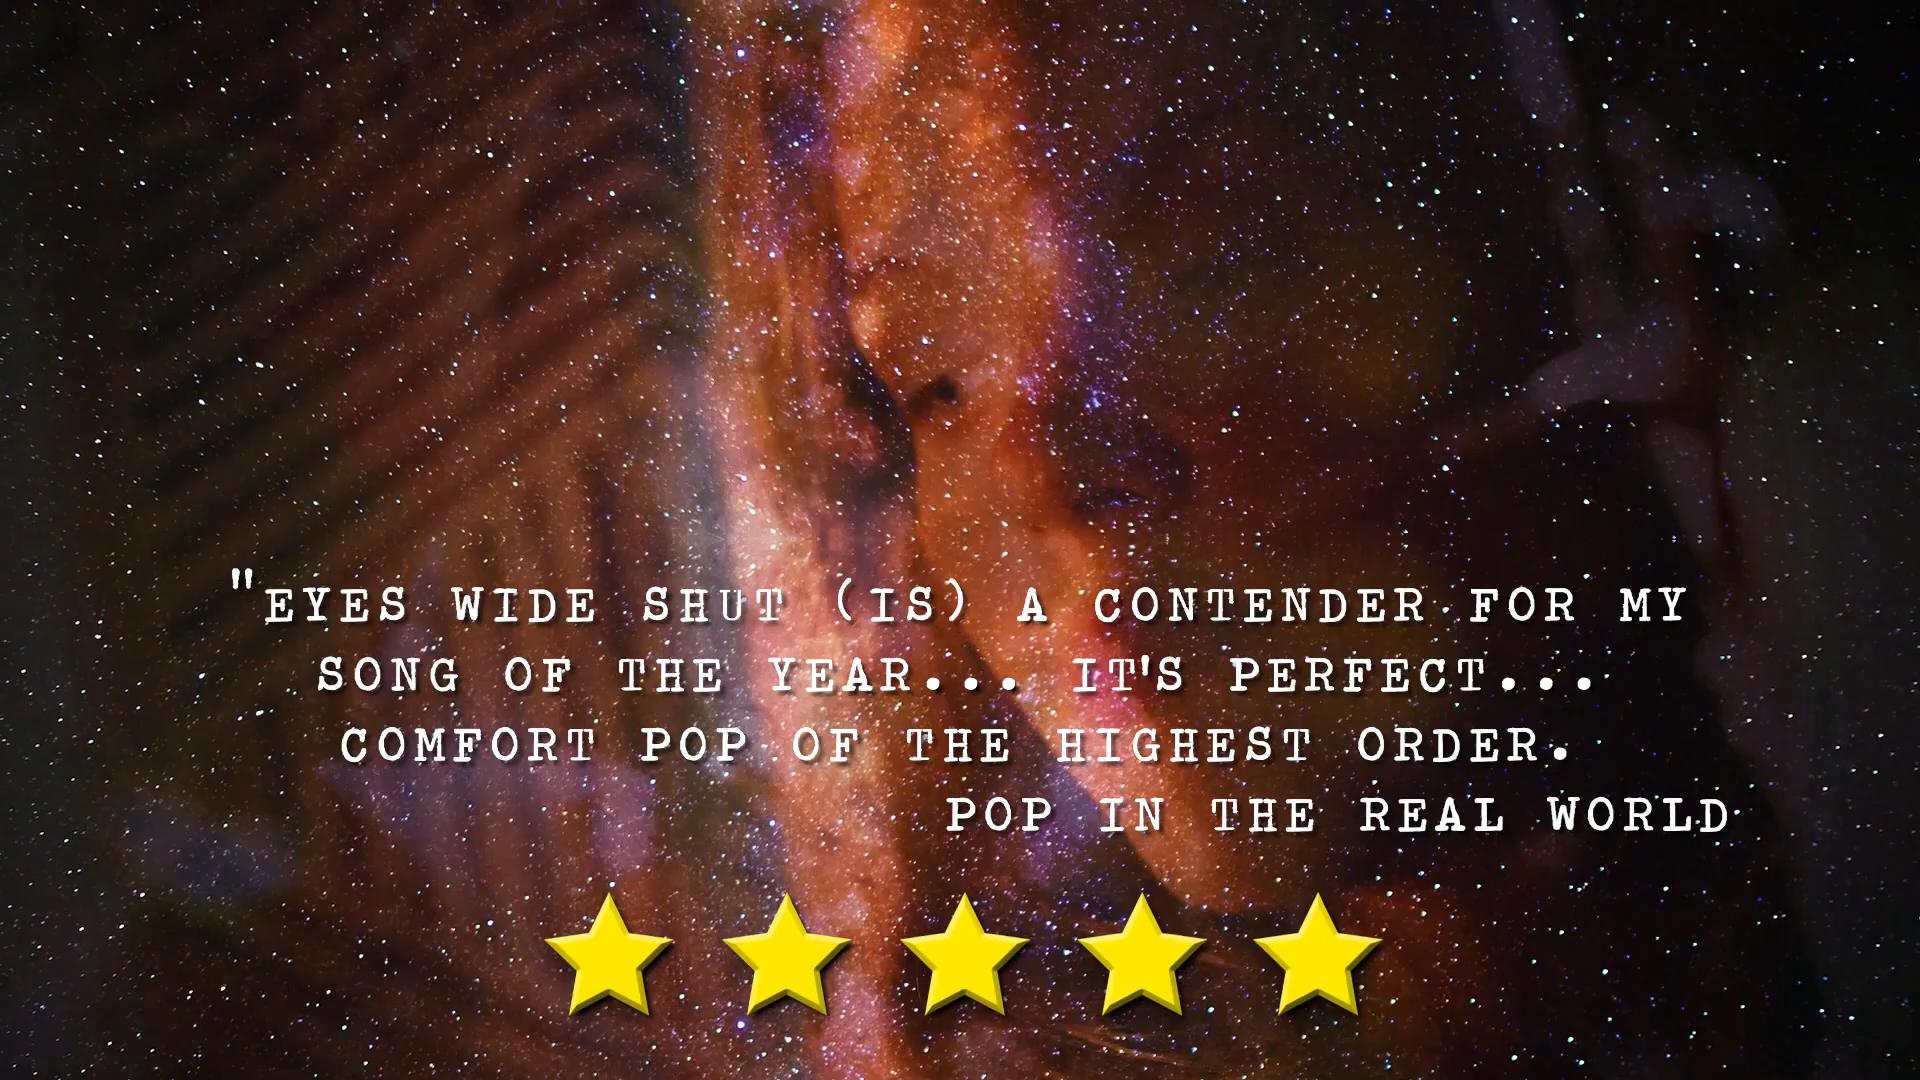 "EYES WIDE SHUT (IS) A CONTENDER FOR MY
SONG OF THE YEAR... IT'S PERFECT...
COMFORT POP OF THE HIGHEST ORDER.
POP IN THE REAL WORLD